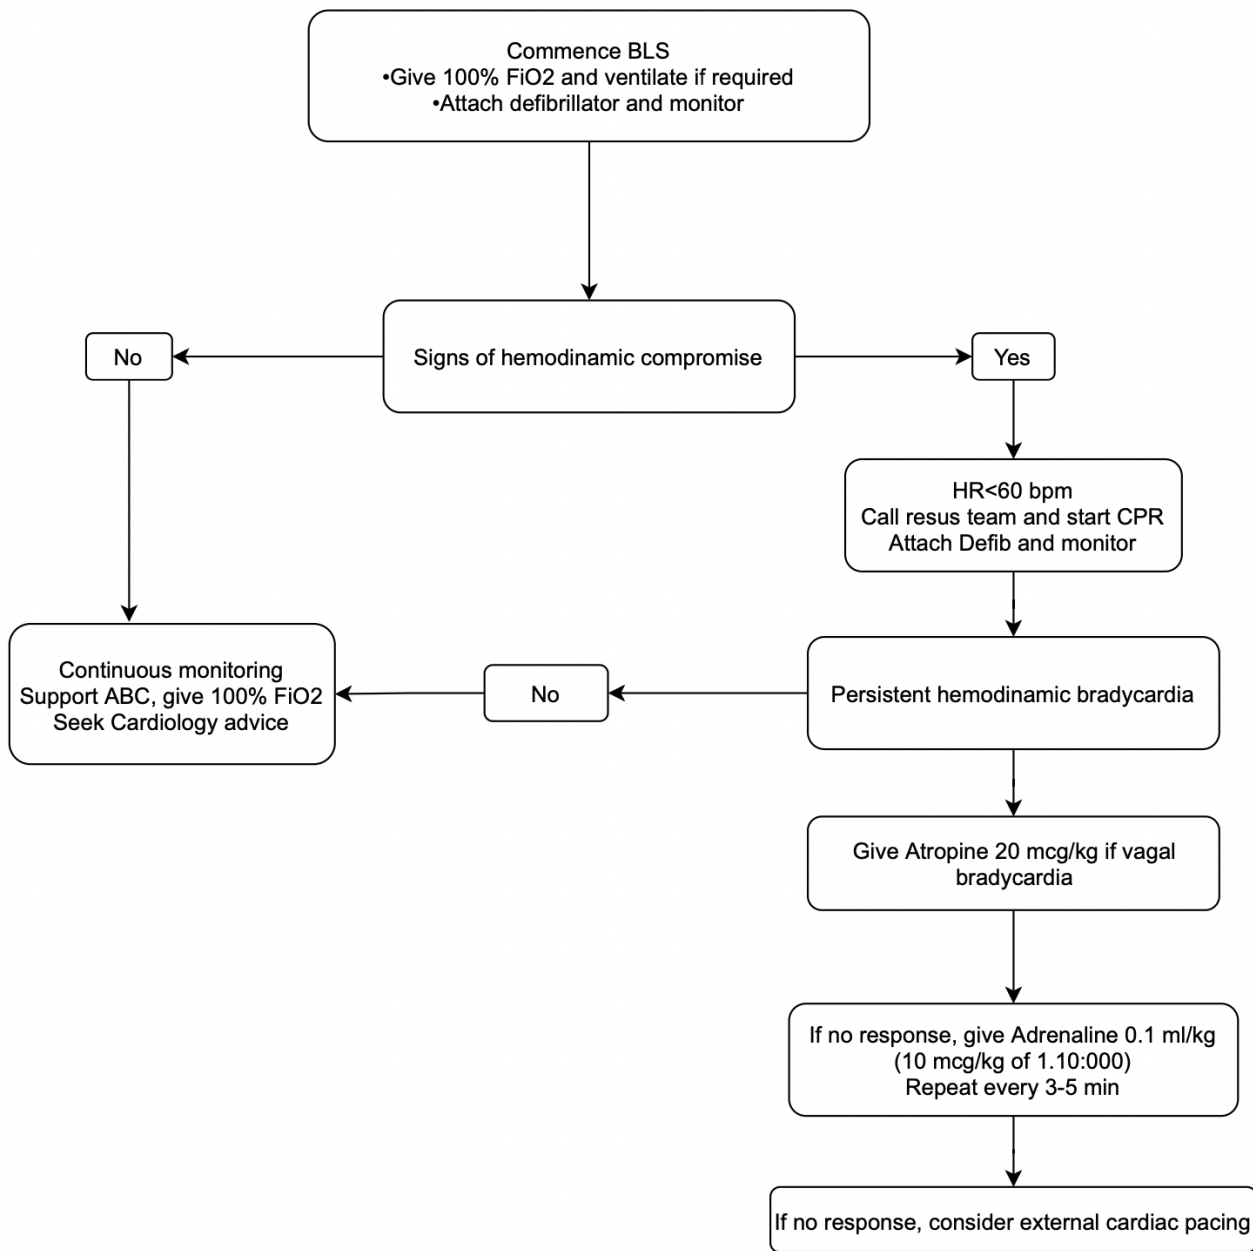 Commence BLS
•Give 100% FiO2 and ventilate if required
•Attach defibrillator and monitor
No
Signs of hemodinamic compromise
Yes
HR<60 bpm
Call resus team and start CPR
Attach Defib and monitor
Continuous monitoring
Support ABC, give 100% FiO2
Seek Cardiology advice
No
Persistent hemodinamic bradycardia
Give Atropine 20 mcg/kg if vagal
bradycardia
If no response, give Adrenaline 0.1 ml/kg
(10 mcg/kg of 1.10:000)
Repeat every 3-5 min
If no response, consider external cardiac pacing